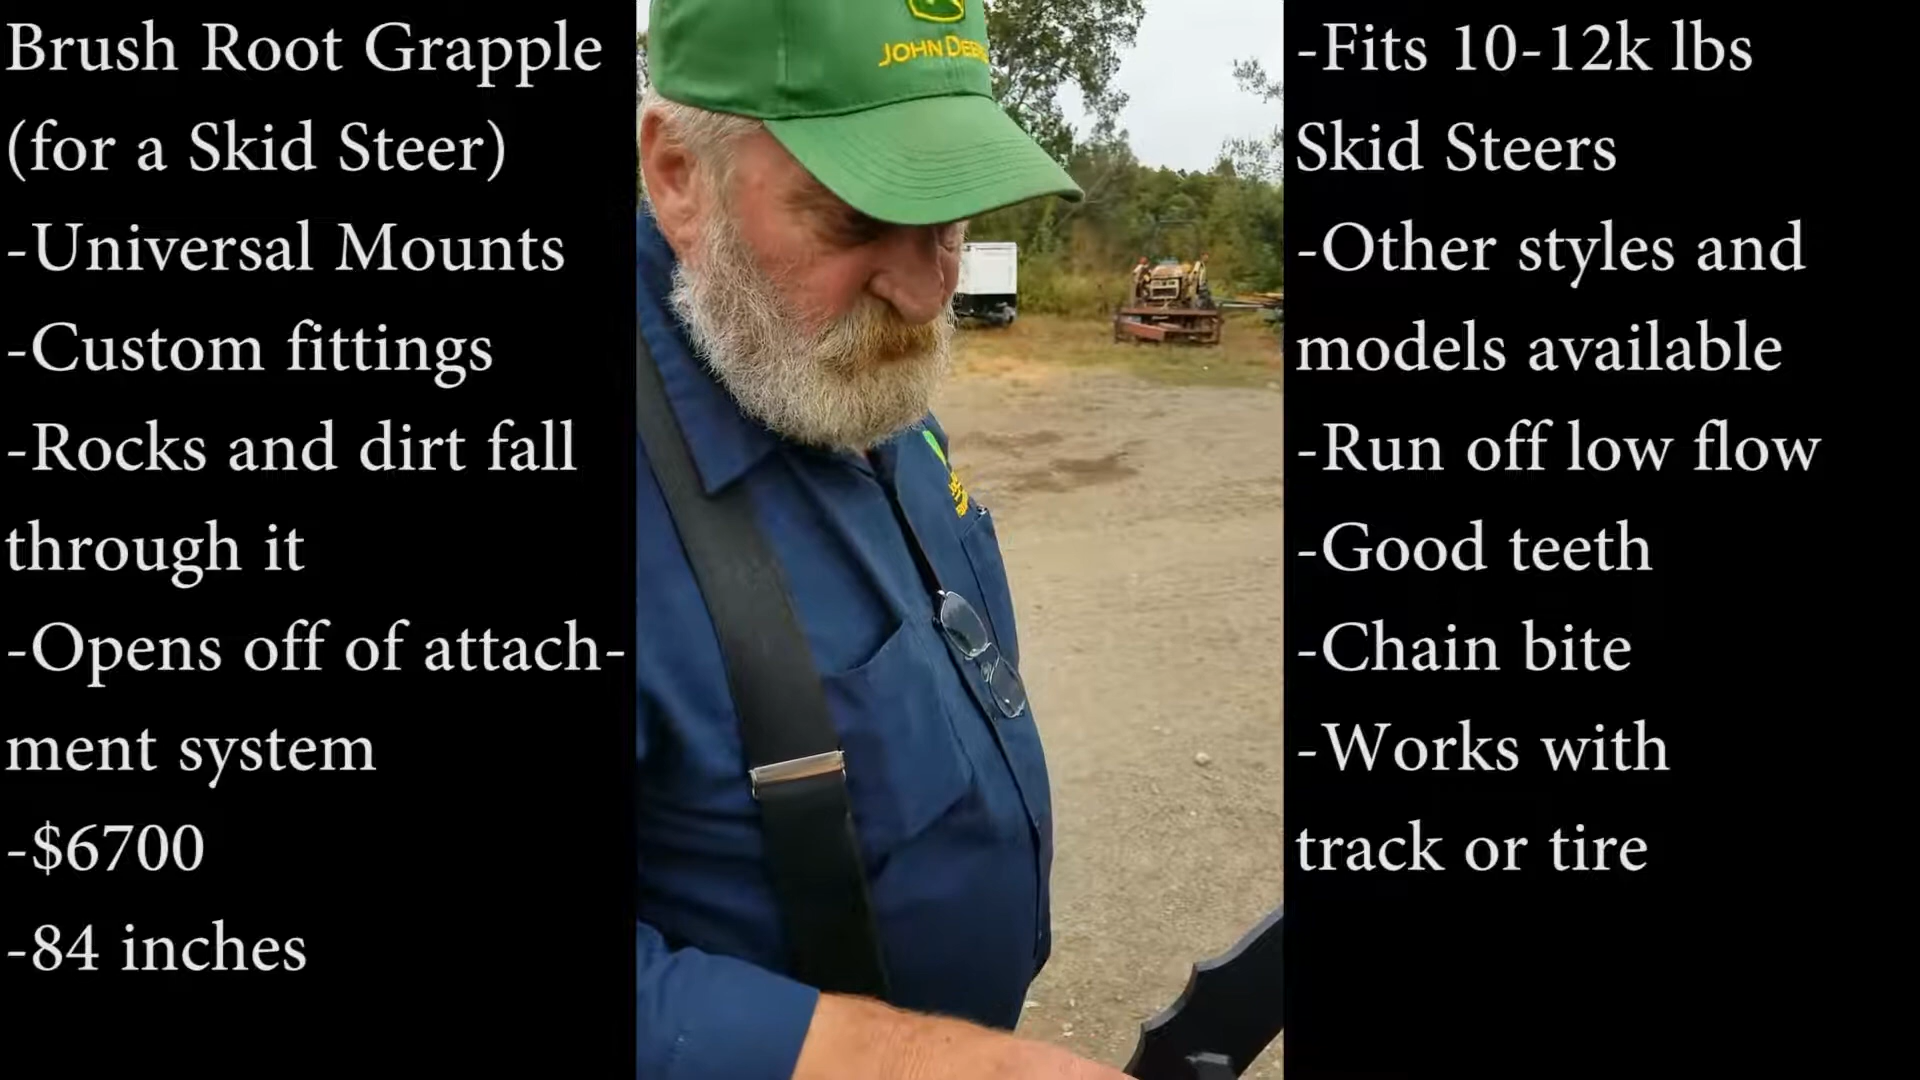 Brush Root Grapple
(for a Skid Steer)
-Universal Mounts
-Custom fittings
-Rocks and dirt fall
through it
-Opens off of attach-
ment system
-$6700
-84 inches
JOHN DEERE
-Fits 10-12k lbs
Skid Steers
-Other styles and
models available
-Run off low flow
-Good teeth
-Chain bite
-Works with
track or tire